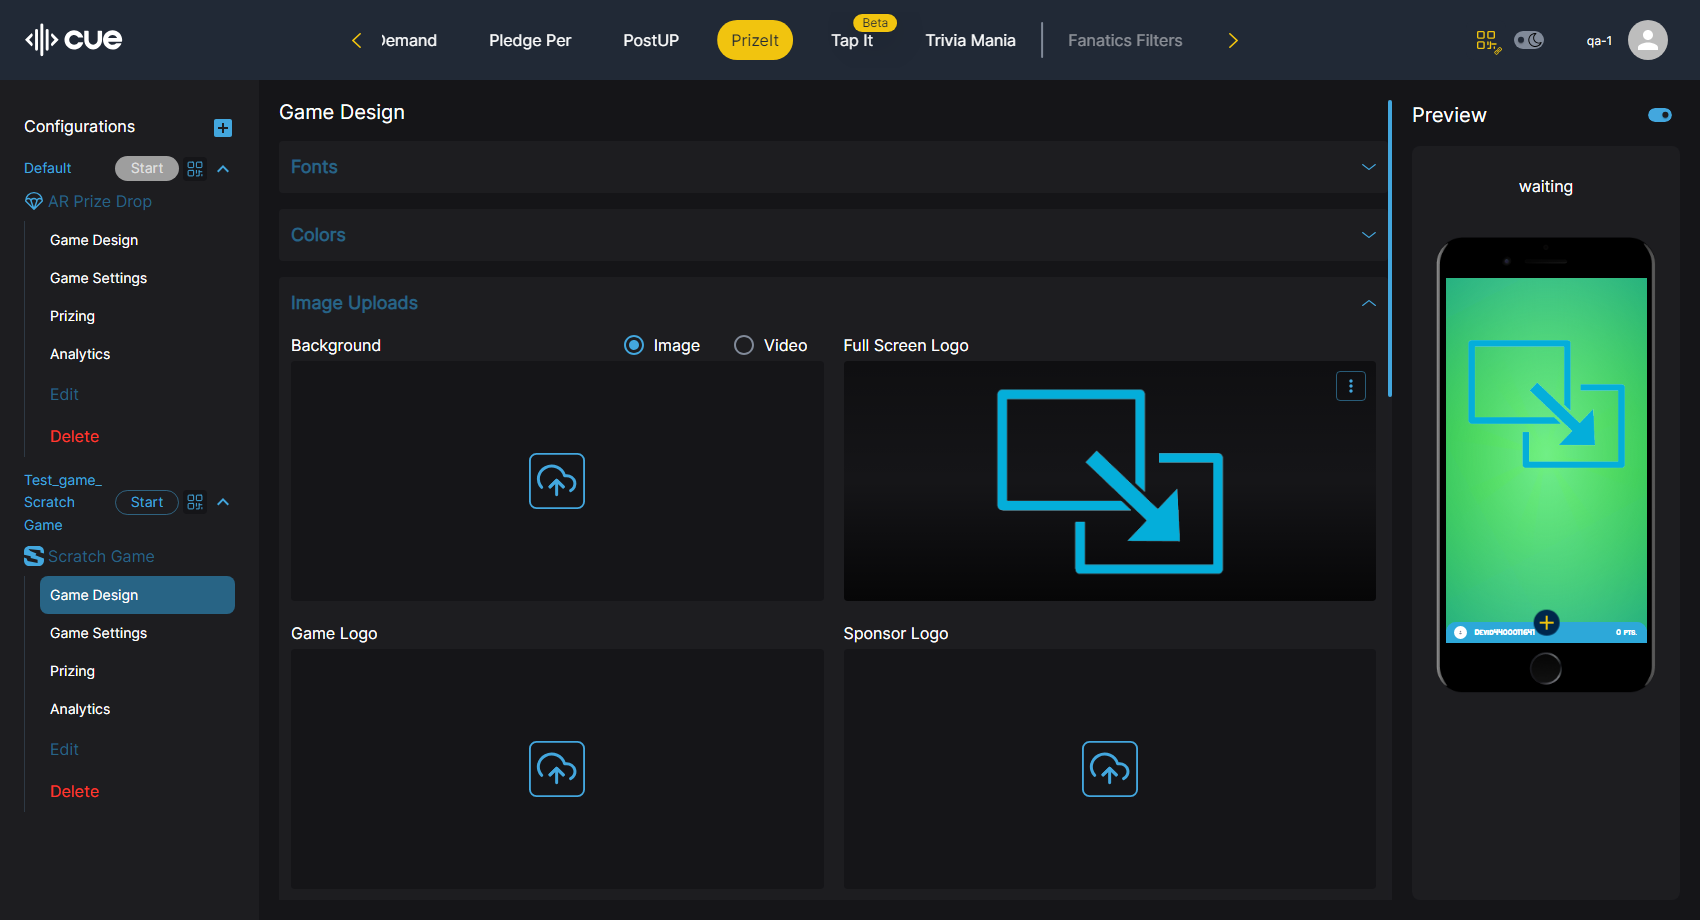 cue
Demand
Pledge Per
PostUP
PrizeIt
Beta
Tap It
Trivia Mania
Fanatics Filters
qa-1
Configurations
Default
Start
AR Prize Drop
Game Design
Game Settings
Prizing
Analytics
Edit
Delete
Test_game_
Scratch
Game
Start
Scratch Game
Game Design
Game Settings
Prizing
Analytics
Edit
Delete
Game Design
Fonts
Colors
Image Uploads
Background
Image
Video
Full Screen Logo
Game Logo
Sponsor Logo
Preview
waiting
0 PTS.